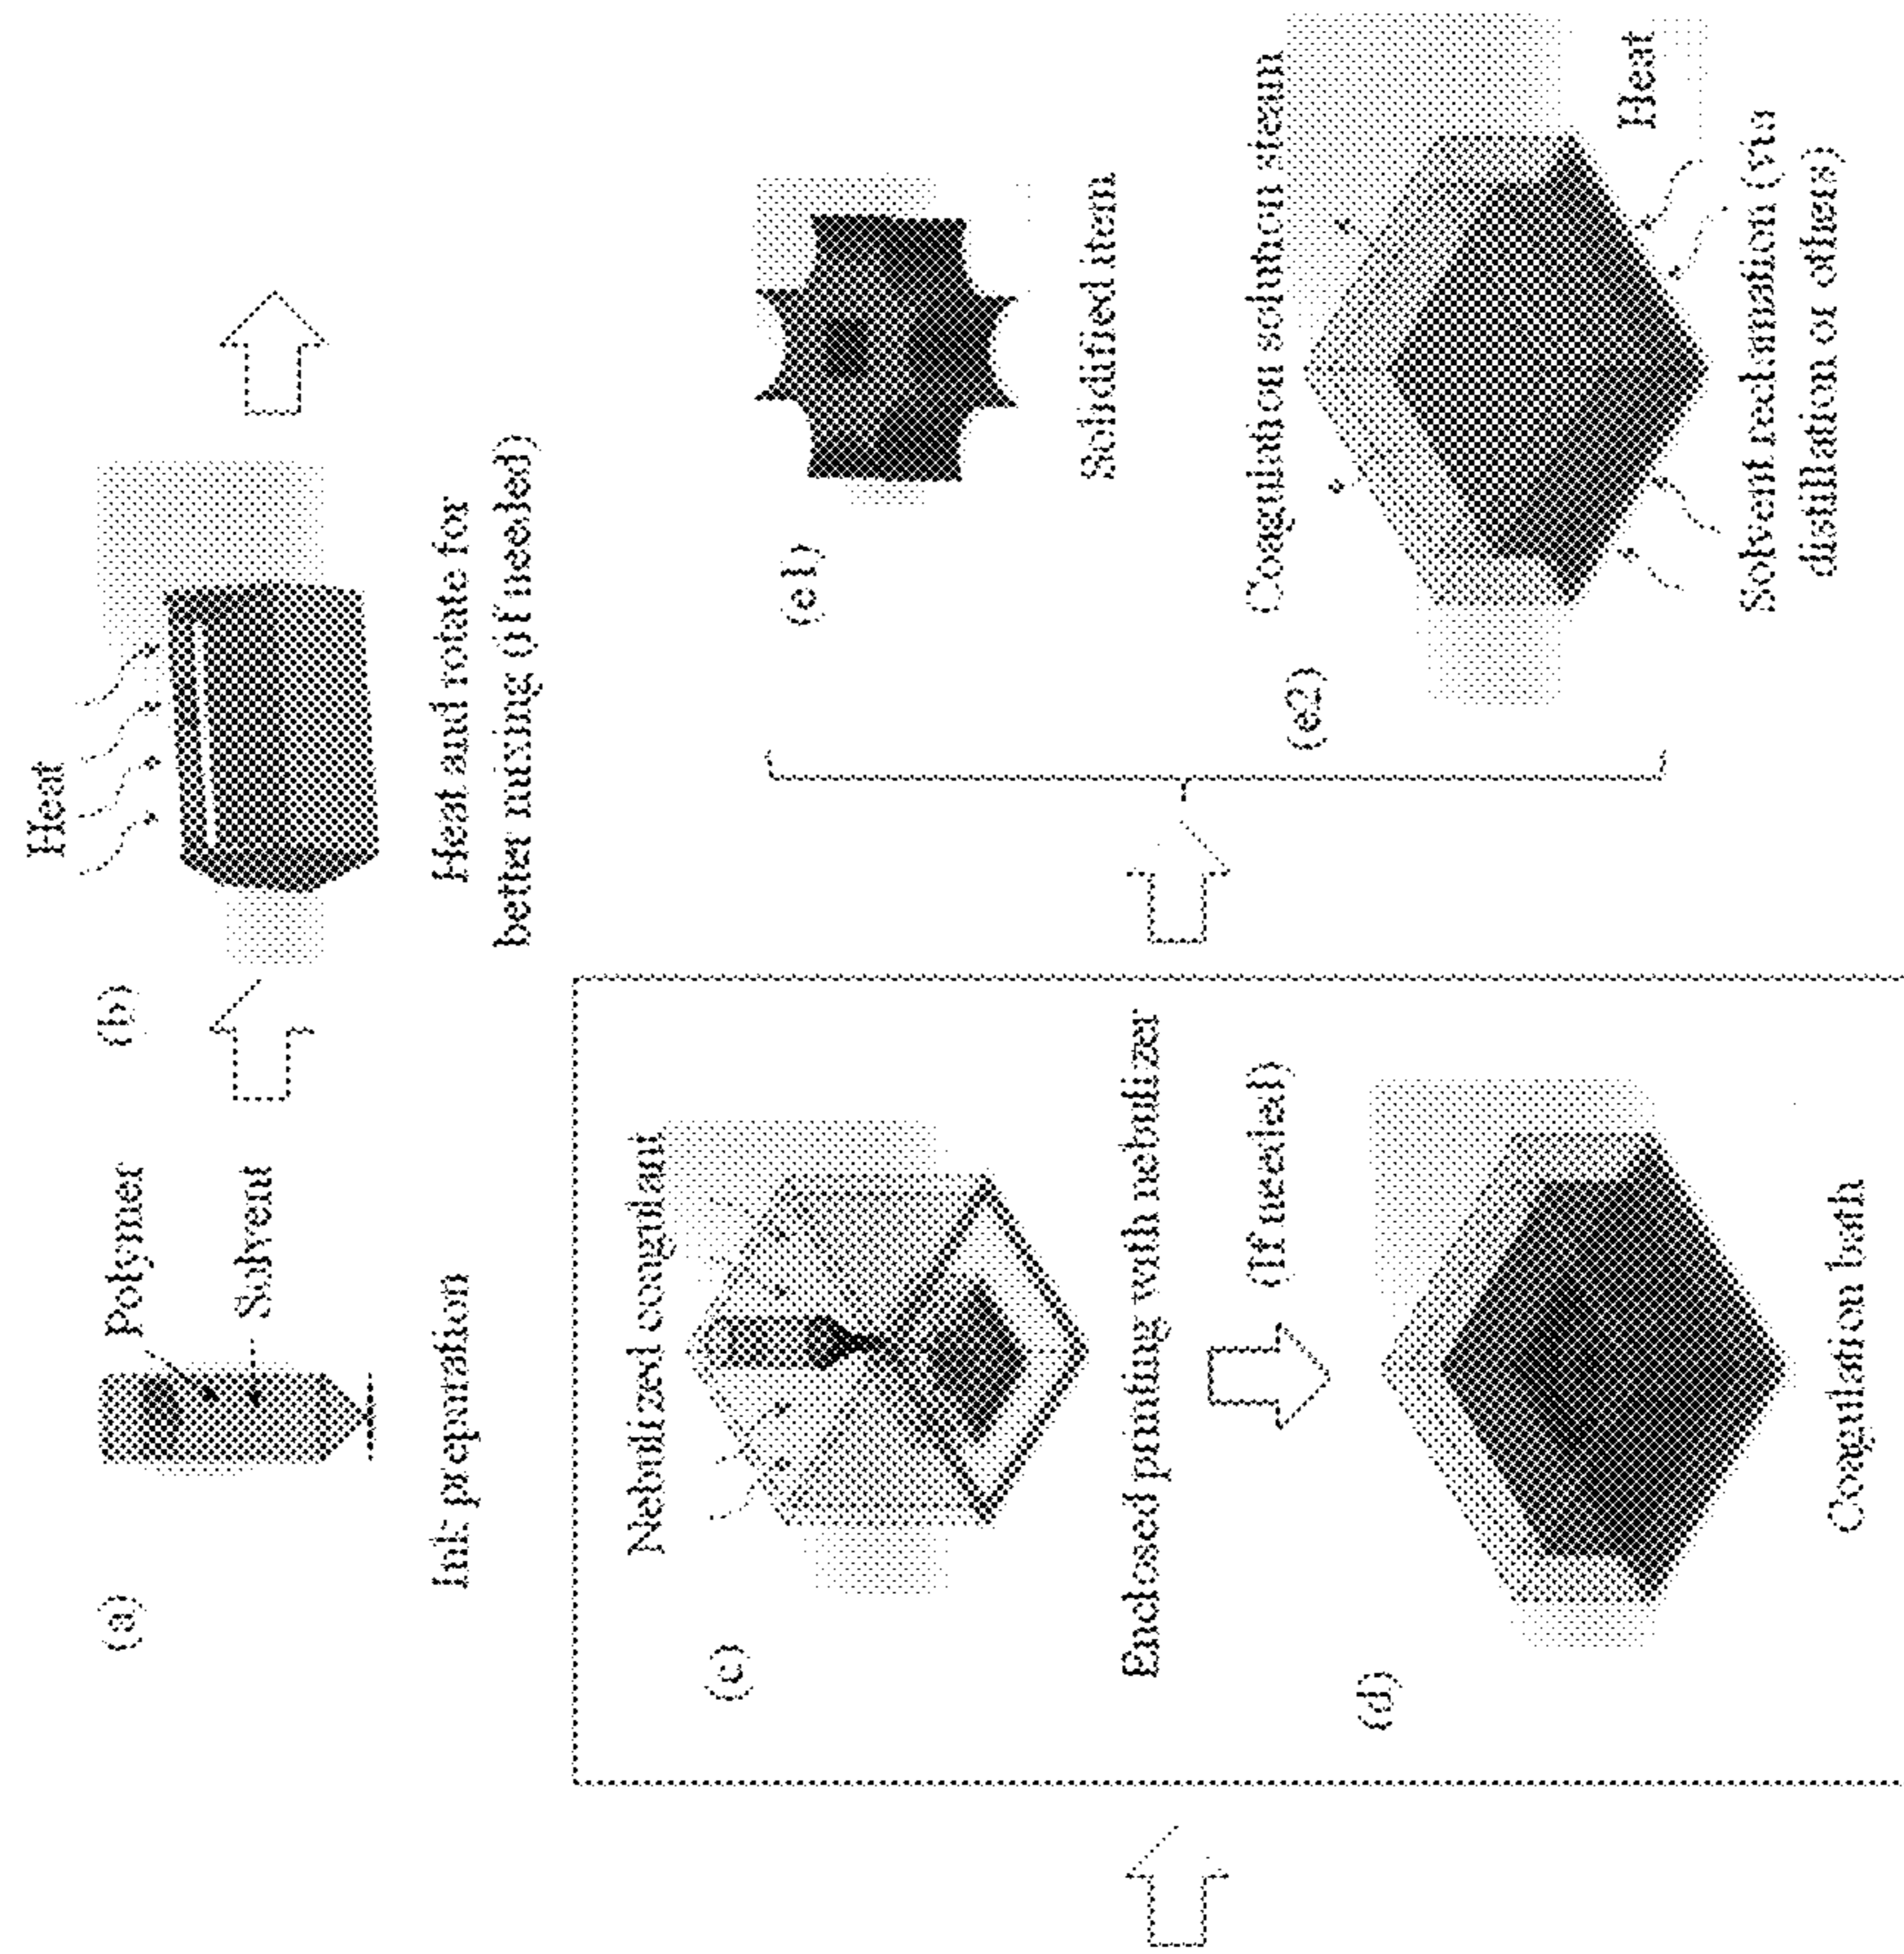 (a)
Polymer
Solvent
Ink preparation
(b)
Heat
Heat and rotate for
better mixing (if needed)
(c)
Nebulized coagulant
Enclosed printing with nebulizer
(If needed)
(d)
Coagulation bath
(e1)
Solidified item
(e2)
Coagulation solution steam
Heat
Solvent reclamation (via
distillation or others)